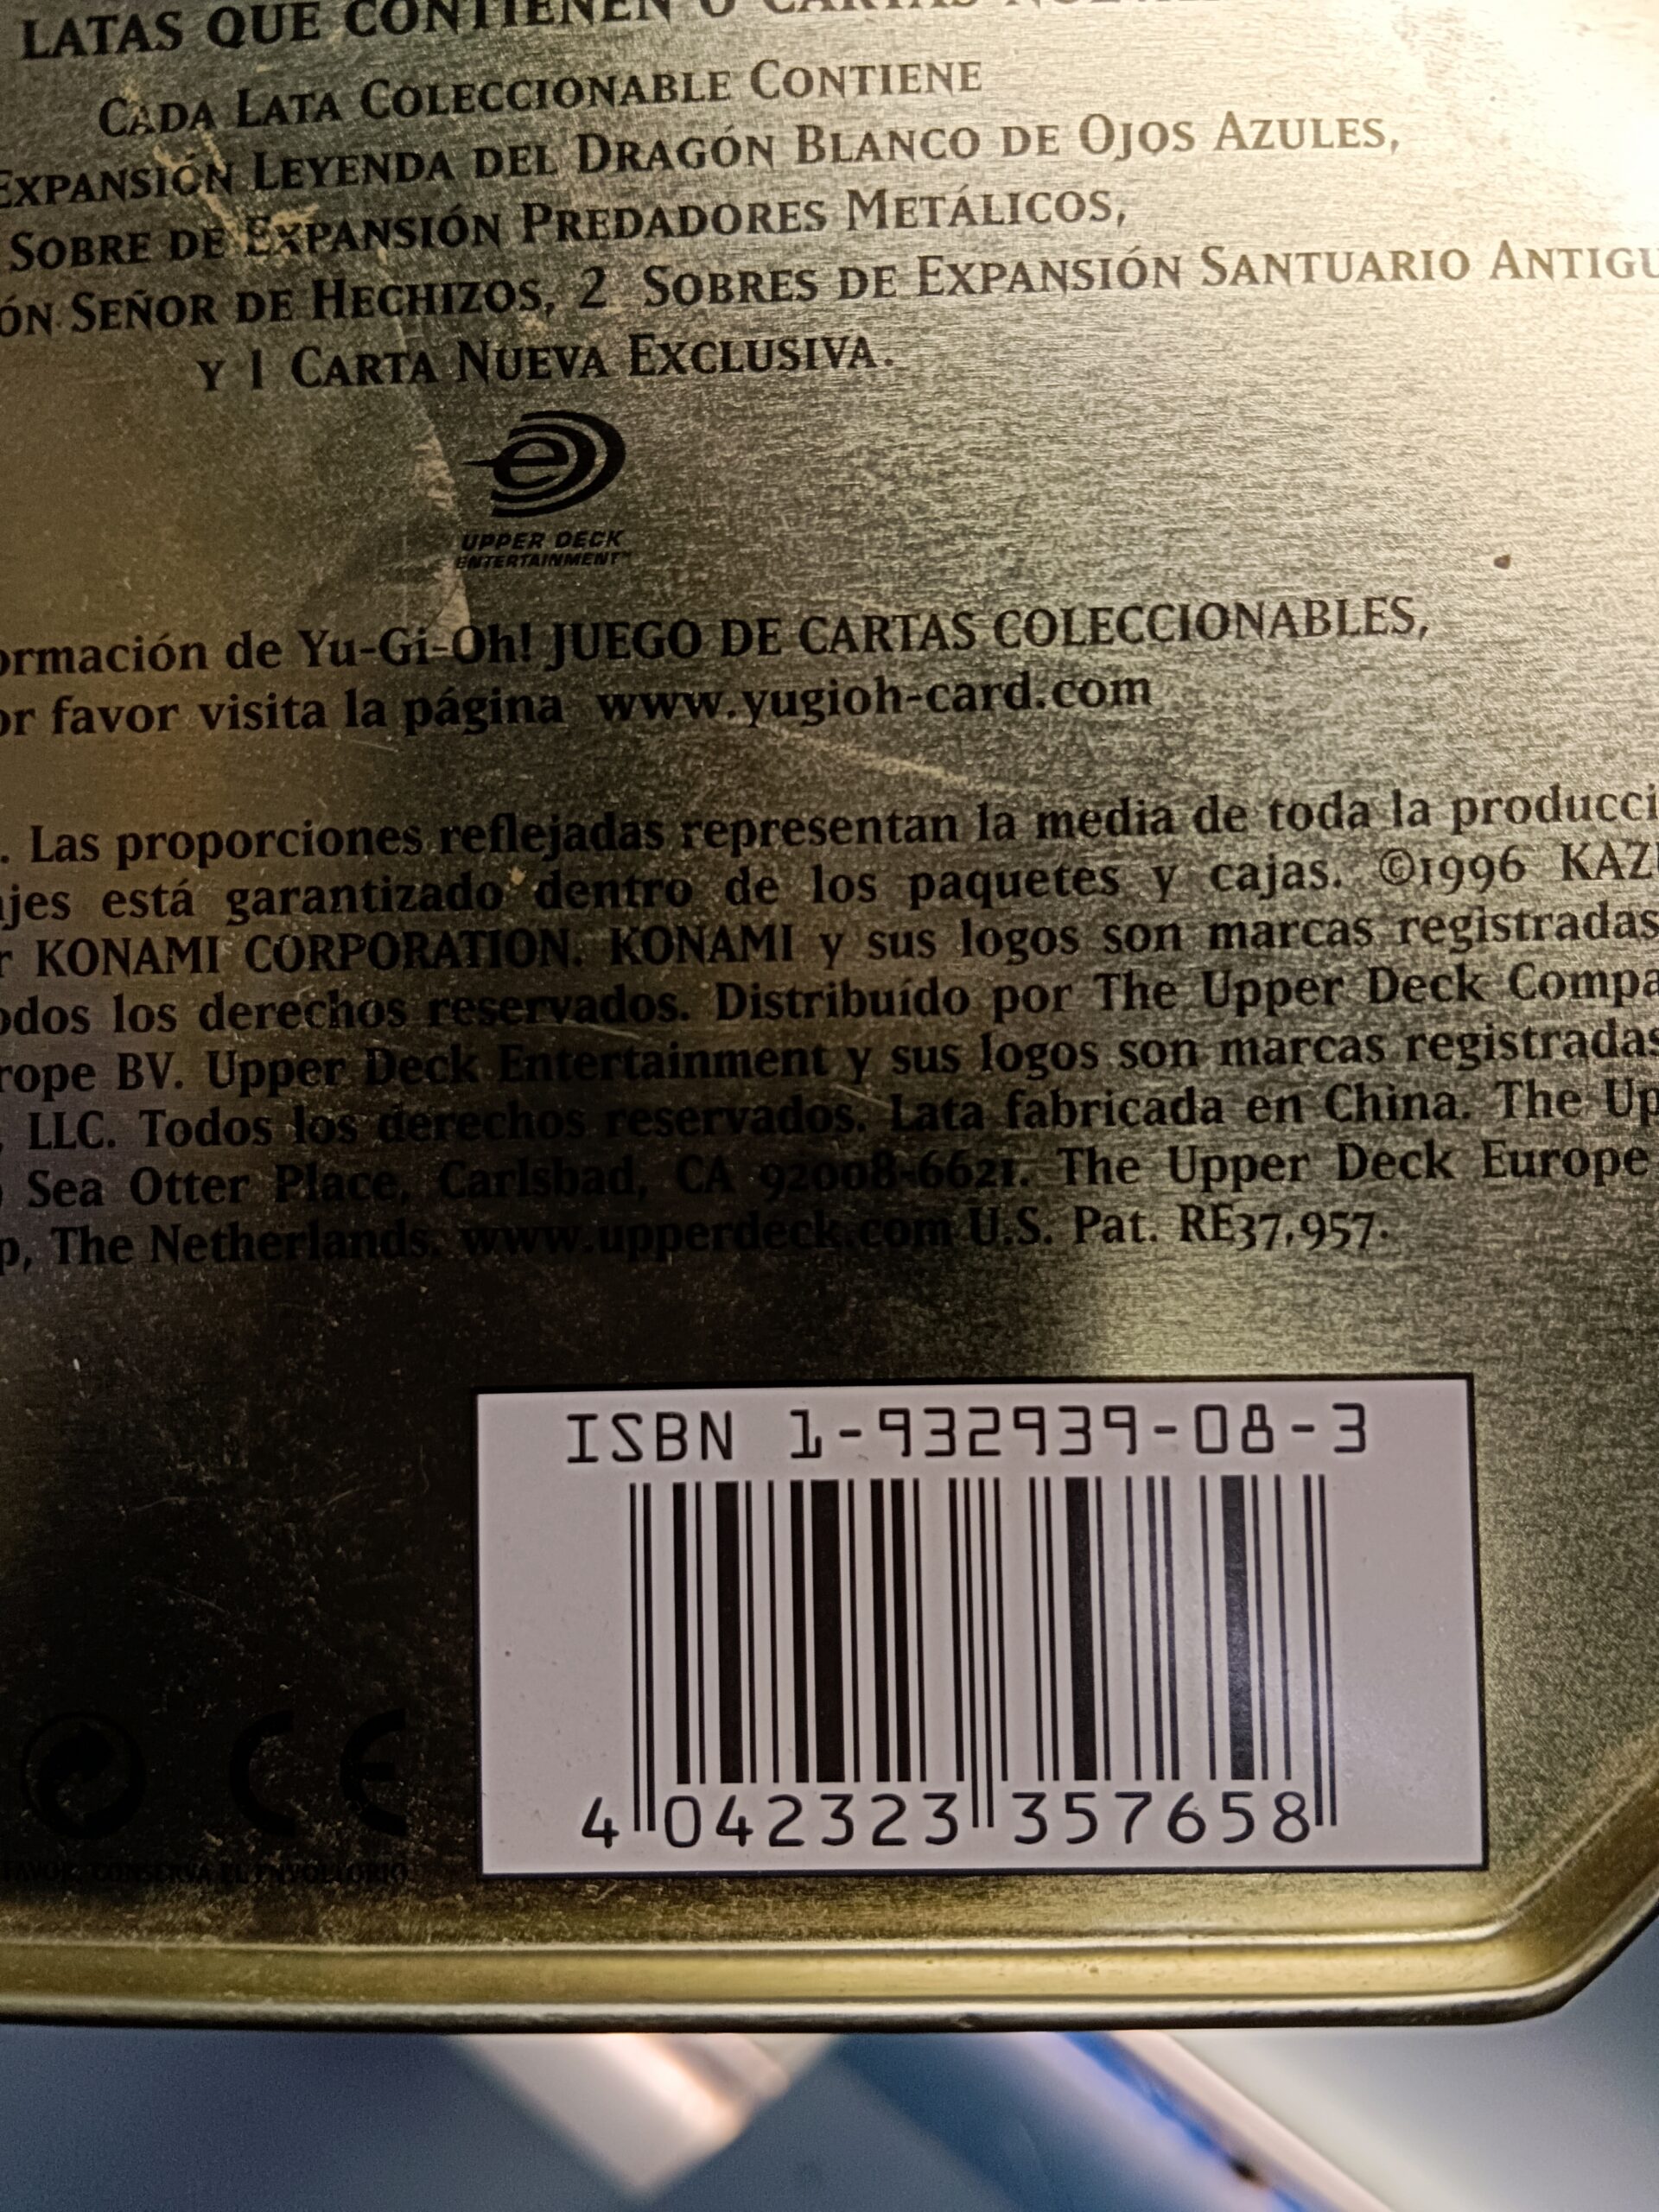 LATAS QUE CONTIENEN 6 CARTAS
CADA LATA COLECCIONABLE CONTIENE
EXPANSIÓN LEYENDA DEL DRAGÓN BLANCO DE OJOS AZULES,
SOBRE DE EXPANSIÓN PREDADORES METÁLICOS,
ÓN SEÑOR DE HECHIZOS, 2 SOBRES DE EXPANSIÓN SANTUARIO ANTIGU
Y 1 CARTA NUEVA EXCLUSIVA.
UPPER DECK
ENTERTAINMENT™
ormación de Yu-Gi-Oh! JUEGO DE CARTAS COLECCIONABLES,
or favor visita la página www.yugioh-card.com
. Las proporciones reflejadas representan la media de toda la producci
ajes está garantizado dentro de los paquetes y cajas. ©1996 KAZ
r KONAMI CORPORATION. KONAMI y sus logos son marcas registradas
odos los derechos reservados. Distribuído por The Upper Deck Compa
rope BV. Upper Deck Entertainment y sus logos son marcas registradas
, LLC. Todos los derechos reservados. Lata fabricada en China. The Up
Sea Otter Place, Carlsbad, CA 92008-6621. The Upper Deck Europe
p, The Netherlands. www.upperdeck.com U.S. Pat. RE37,957.
ISBN 1-932939-08-3
4 042323 357658
CE
FAVOR, CONSERVA EL ENVOLTORIO